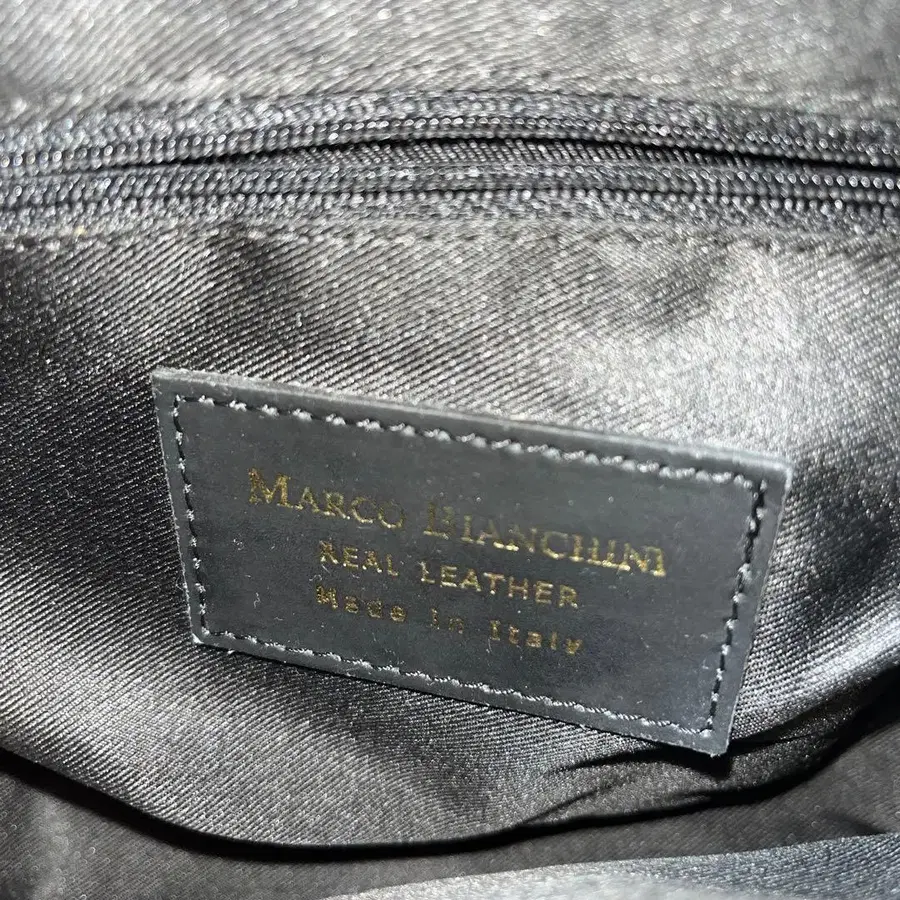 MARCO BIANCHINI
REAL LEATHER
Made in Italy